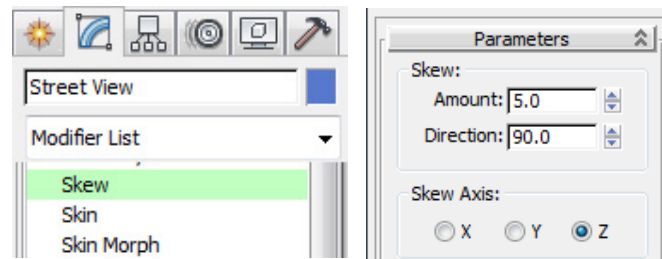 Street View
Modifier List
Skew
Skin
Skin Morph
Parameters
Skew:
Amount: 5.0
Direction: 90.0
Skew Axis:
X Y Z